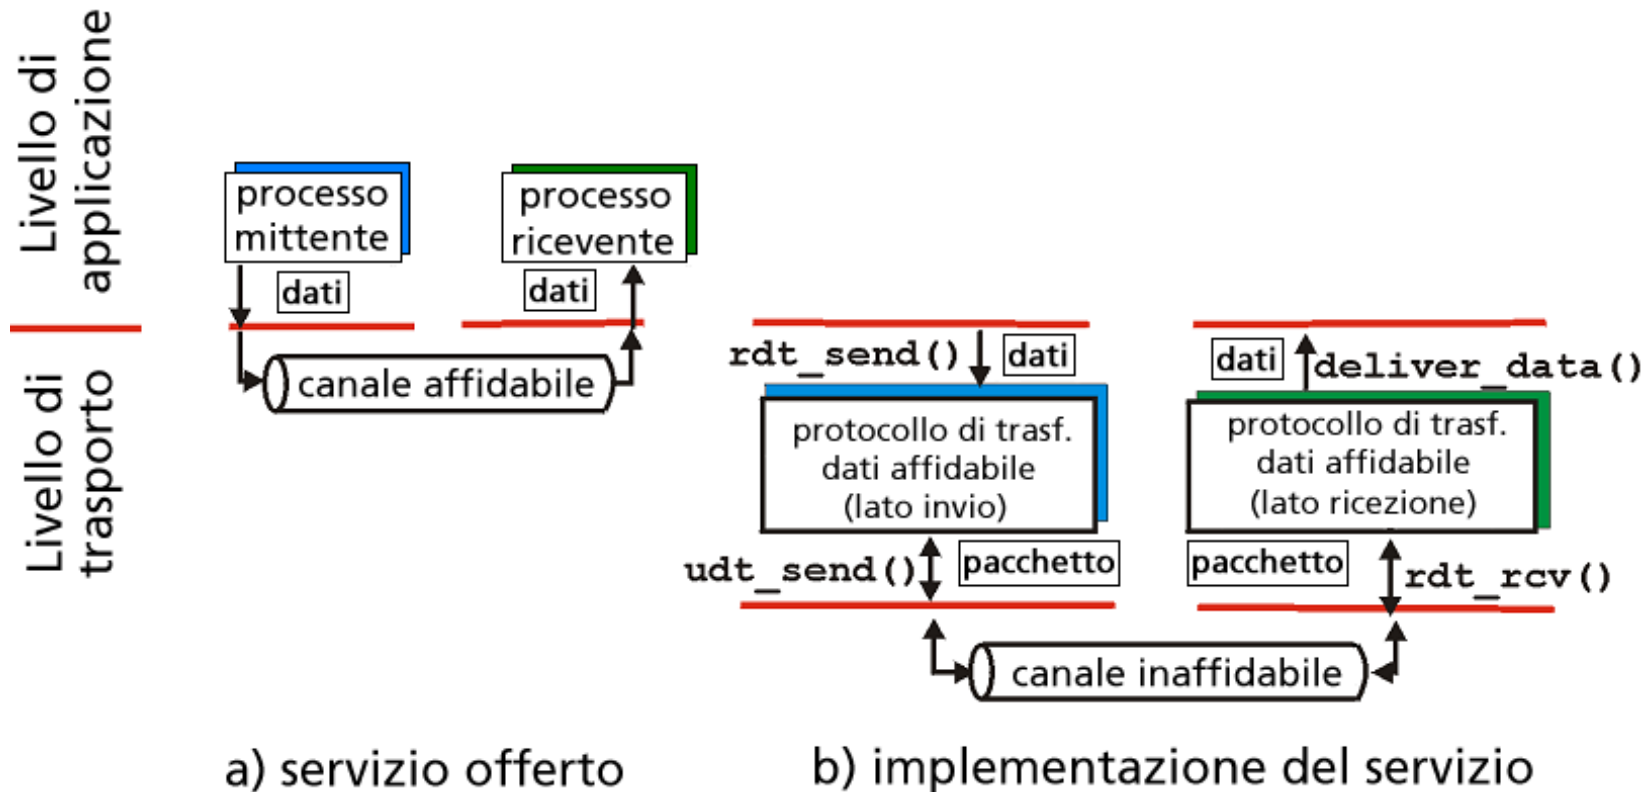 Livello di
applicazione
Livello di
trasporto
processo
mittente
dati
processo
ricevente
dati
canale affidabile
a) servizio offerto
rdt_send()
dati
protocollo di trasf.
dati affidabile
(lato invio)
udt_send()
pacchetto
dati
deliver_data()
protocollo di trasf.
dati affidabile
(lato ricezione)
pacchetto
rdt_rcv()
canale inaffidabile
b) implementazione del servizio